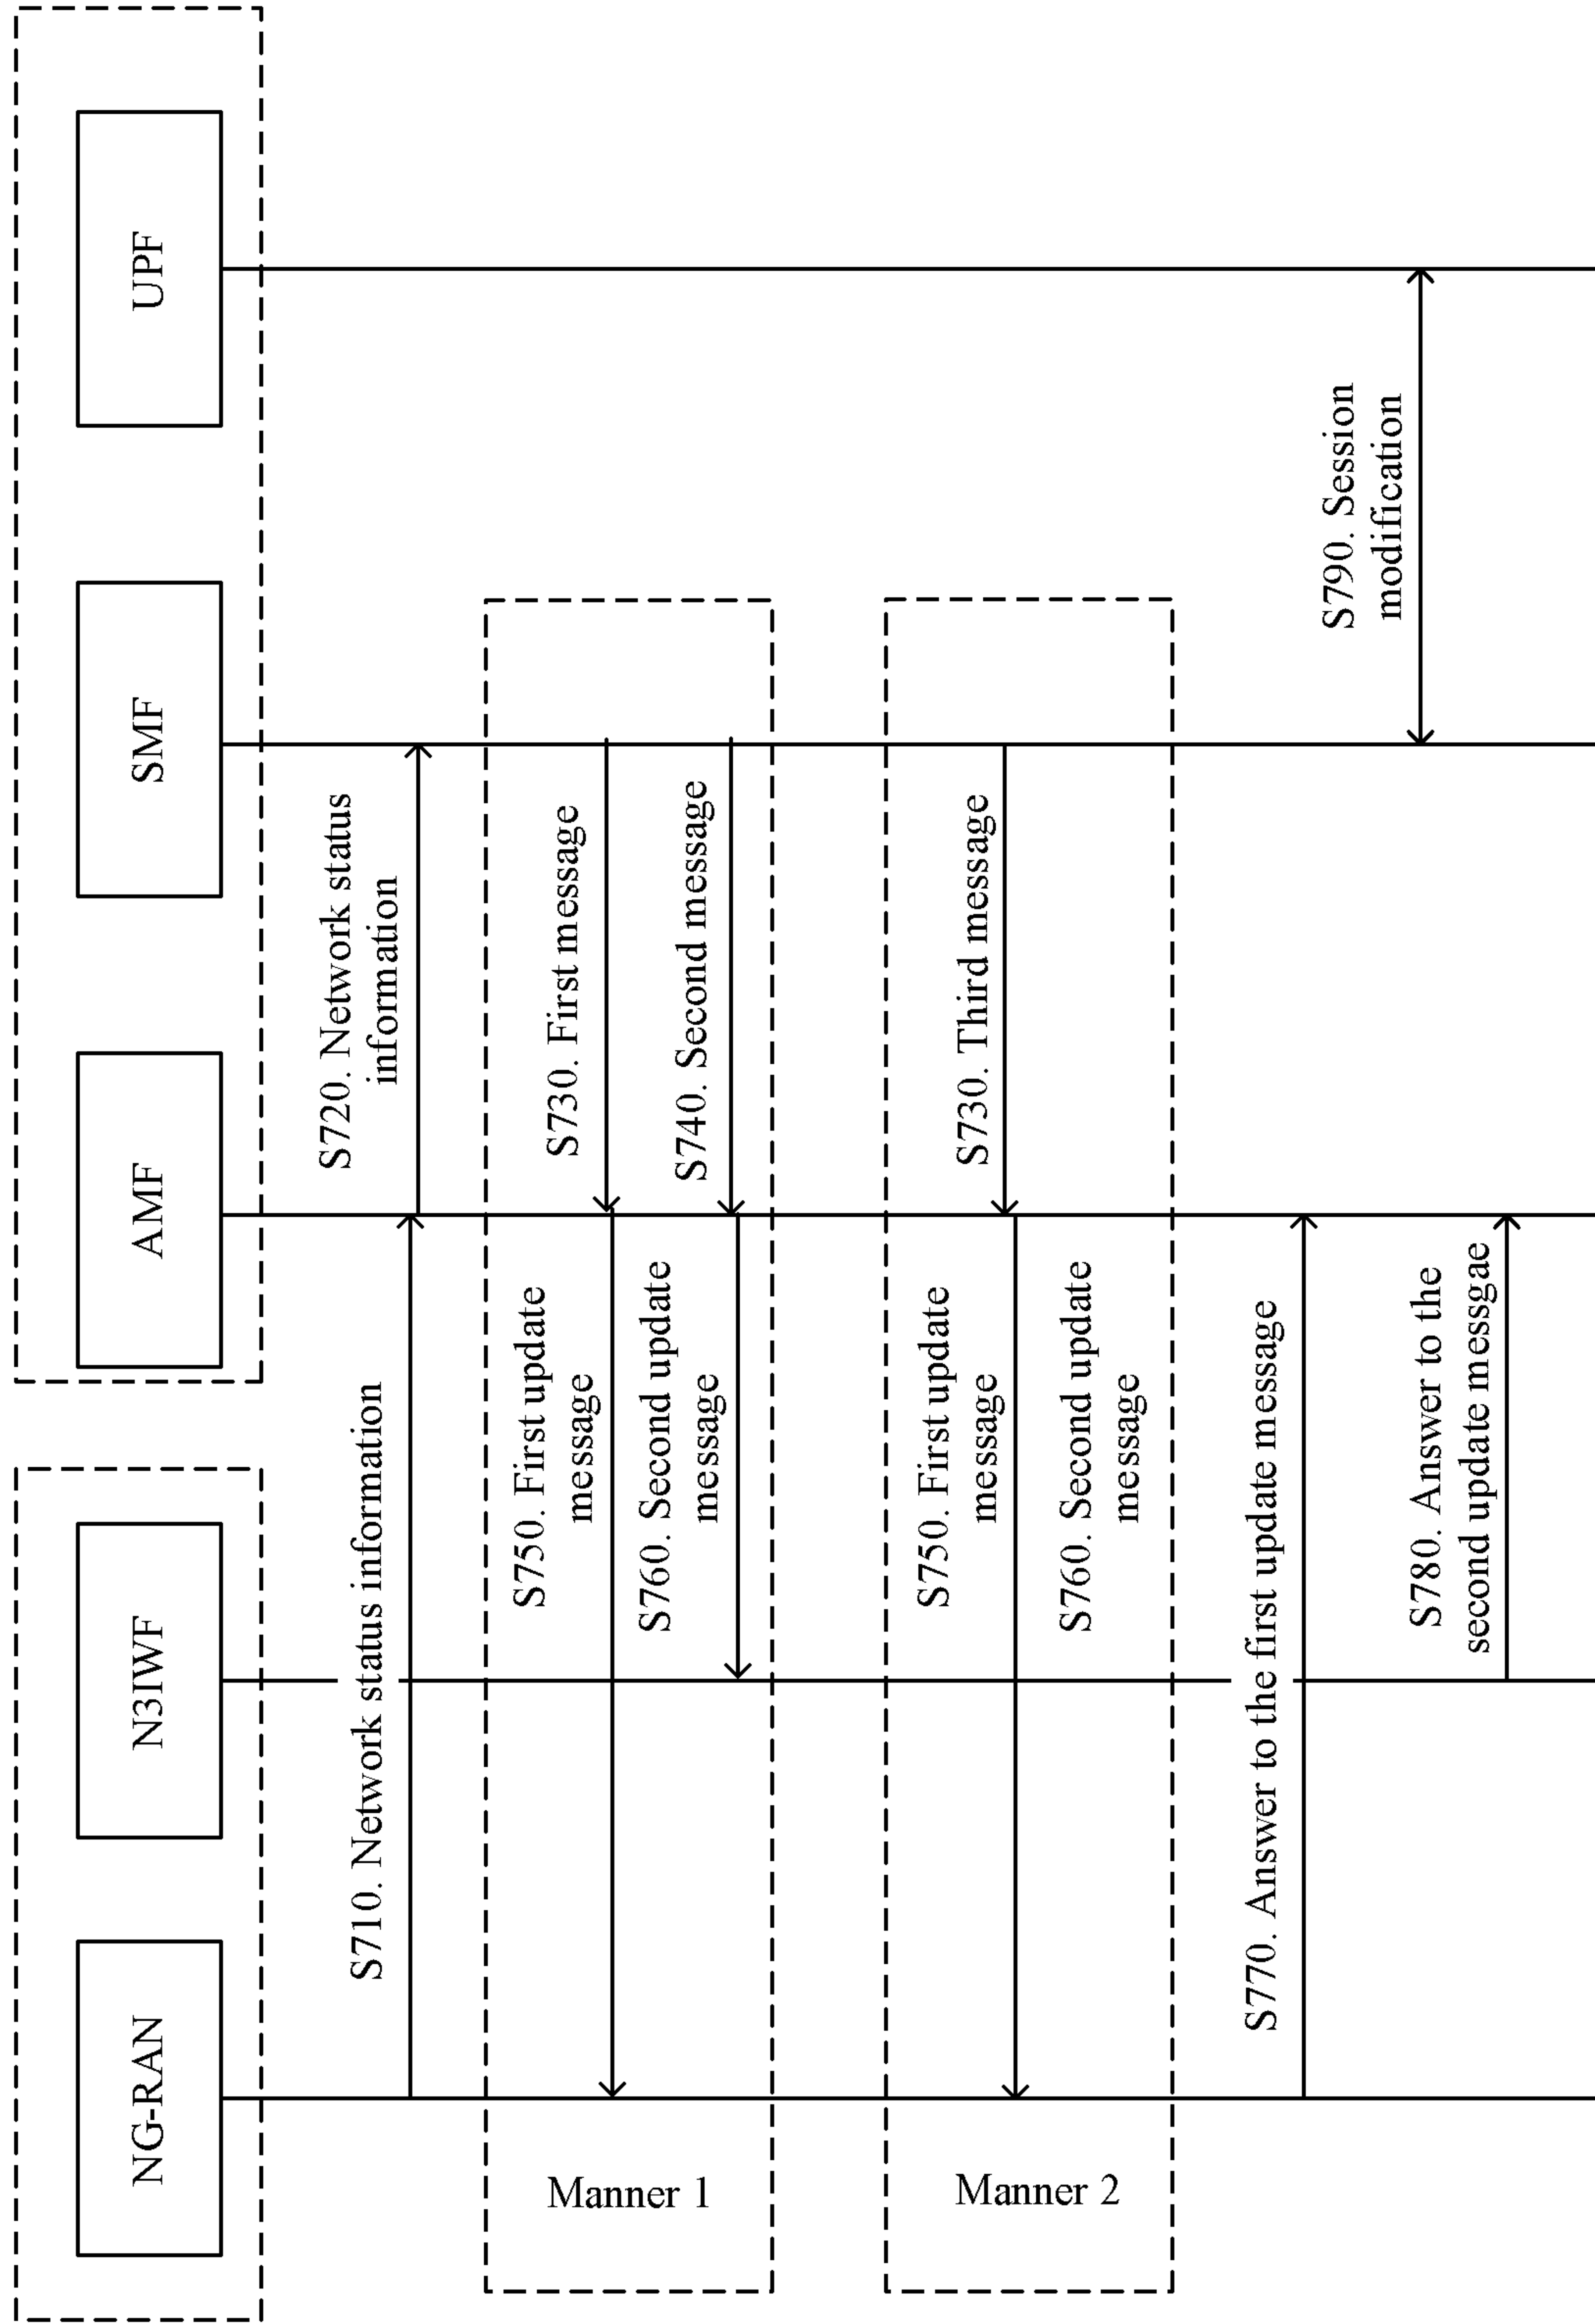 NG-RAN
N3IWF
AMF
SMF
UPF
S710. Network status information
S720. Network status
information
S730. First message
S740. Second message
S750. First update
message
S760. Second update
message
Manner 1
S730. Third message
S750. First update
message
S760. Second update
message
Manner 2
S770. Answer to the first update message
S780. Answer to the
second update messgae
S790. Session
modification